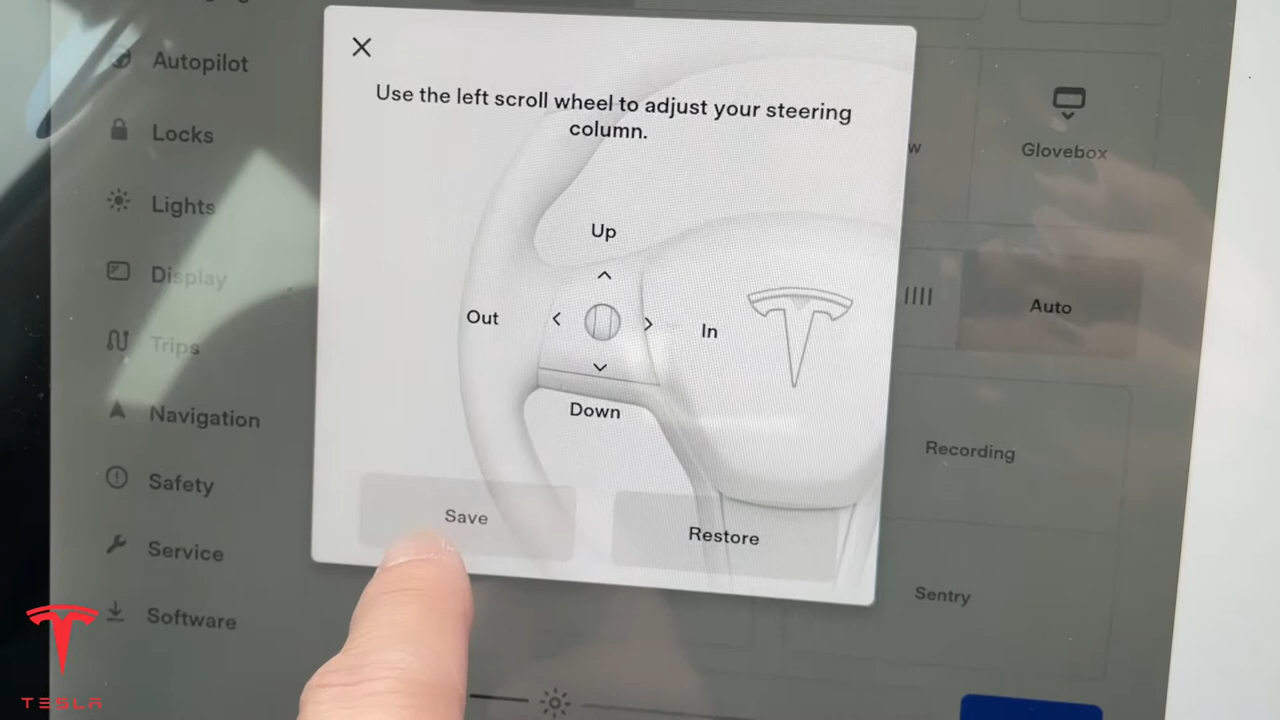 Autopilot
Locks
Lights
Display
Trips
Navigation
Safety
Service
Software
Use the left scroll wheel to adjust your steering
column.
Up
Out
In
Down
Save
Restore
w
Glovebox
Auto
Recording
Sentry
TESLA